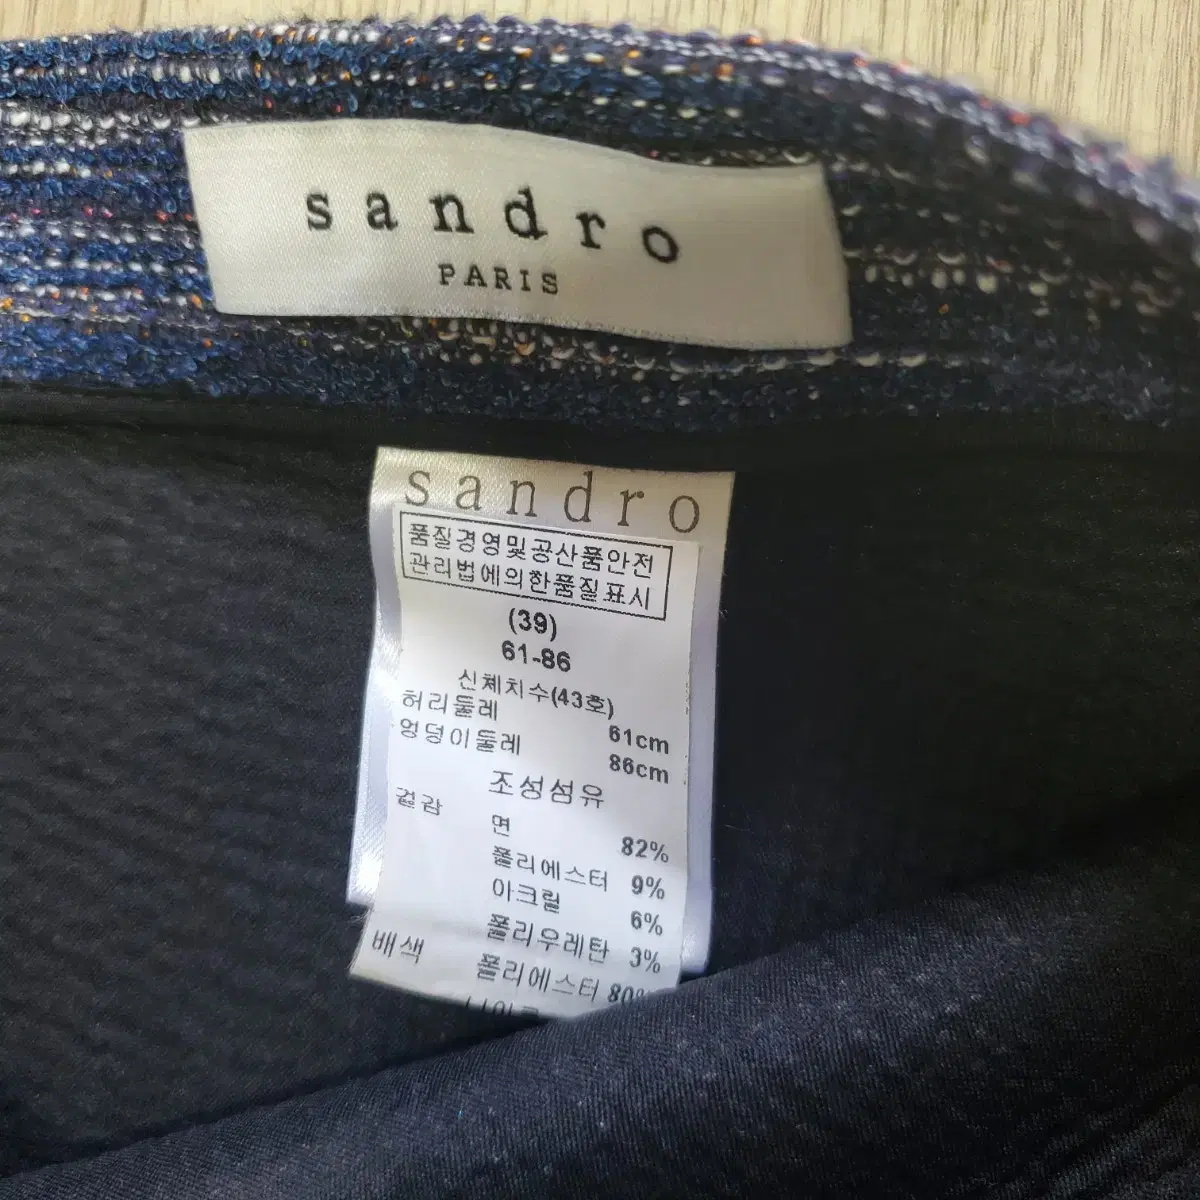 sandro
PARIS
sandro
품질경영및공산품안전
관리법에의한품질표시
(39)
61-86
신체치수(43호)
허리둘레 61cm
엉덩이둘레 86cm
조성섬유
겉감 면 82%
폴리에스터 9%
아크릴 6%
폴리우레탄 3%
배색 폴리에스터 80%